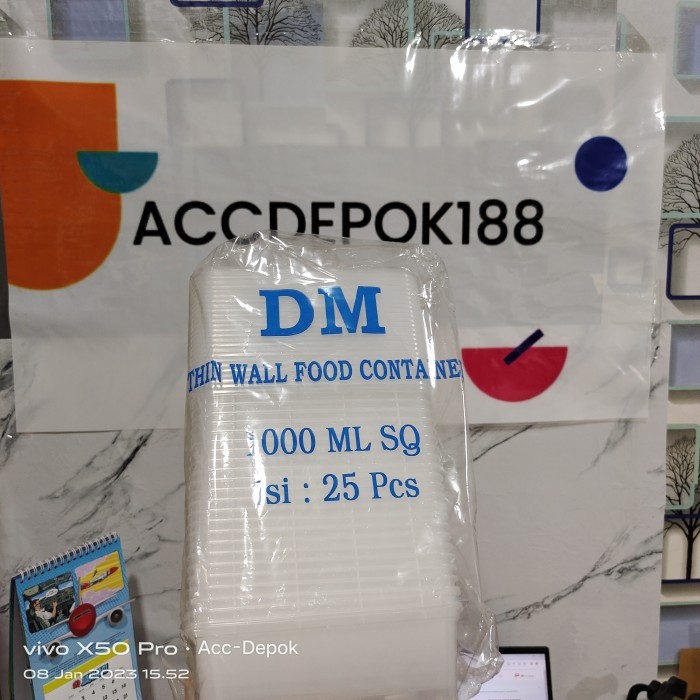 ACCDEPOK188
DM
THIN WALL FOOD CONTAINE
1000 ML SQ
Isi : 25 Pcs
vivo X50 Pro · Acc-Depok
08 Jan 2023 15.52